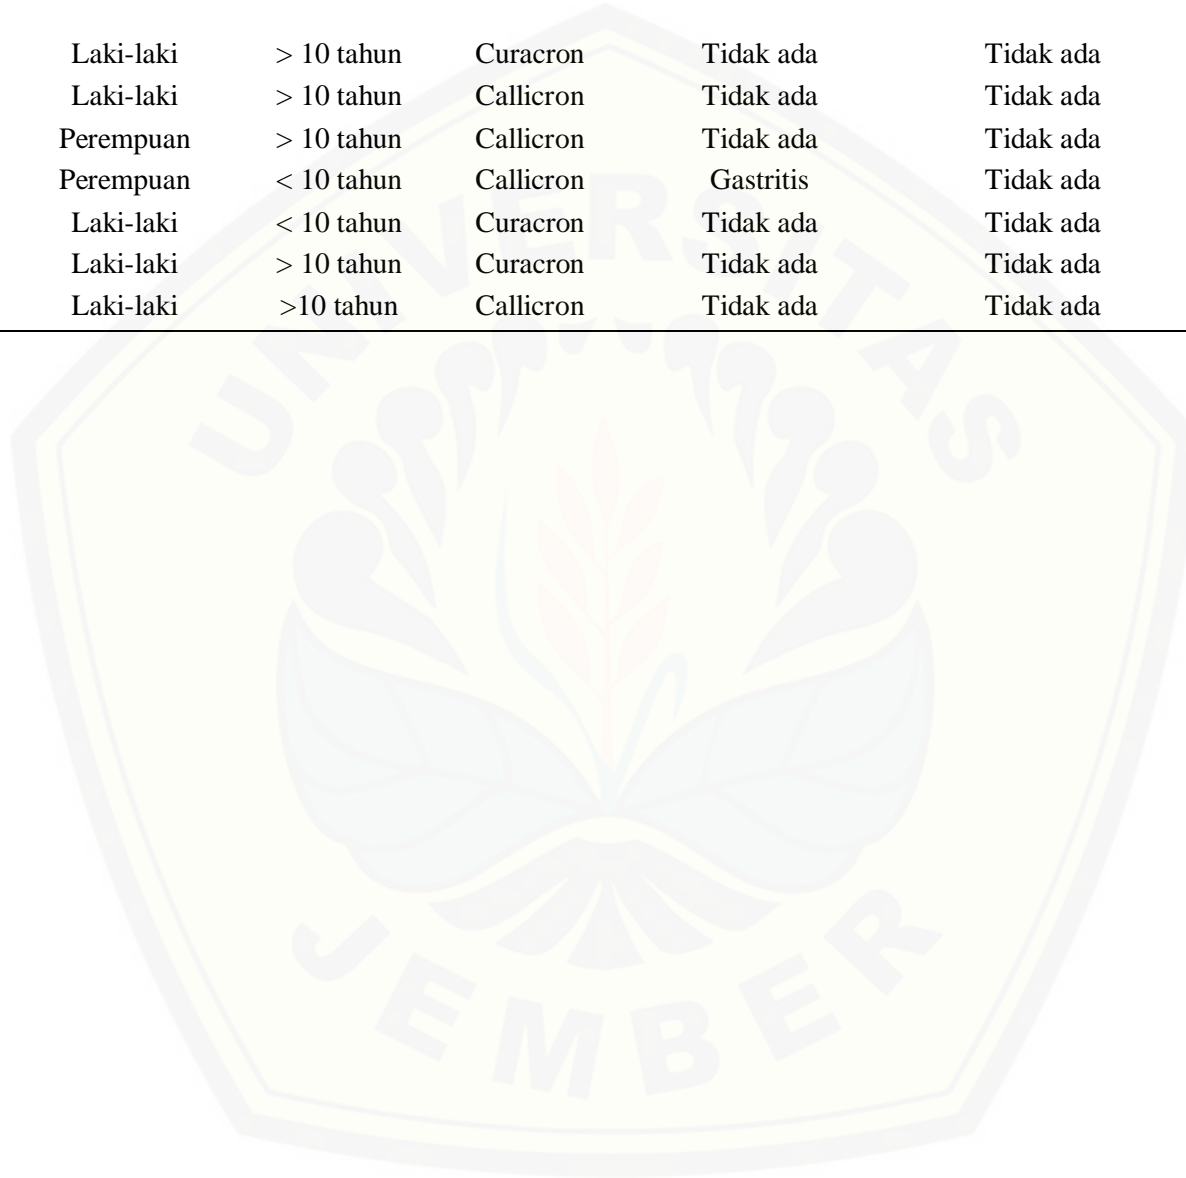 Laki-laki > 10 tahun Curacron Tidak ada Tidak ada
Laki-laki > 10 tahun Callicron Tidak ada Tidak ada
Perempuan > 10 tahun Callicron Tidak ada Tidak ada
Perempuan < 10 tahun Callicron Gastritis Tidak ada
Laki-laki < 10 tahun Curacron Tidak ada Tidak ada
Laki-laki > 10 tahun Curacron Tidak ada Tidak ada
Laki-laki >10 tahun Callicron Tidak ada Tidak ada
UNIVERSITAS
JEMBER